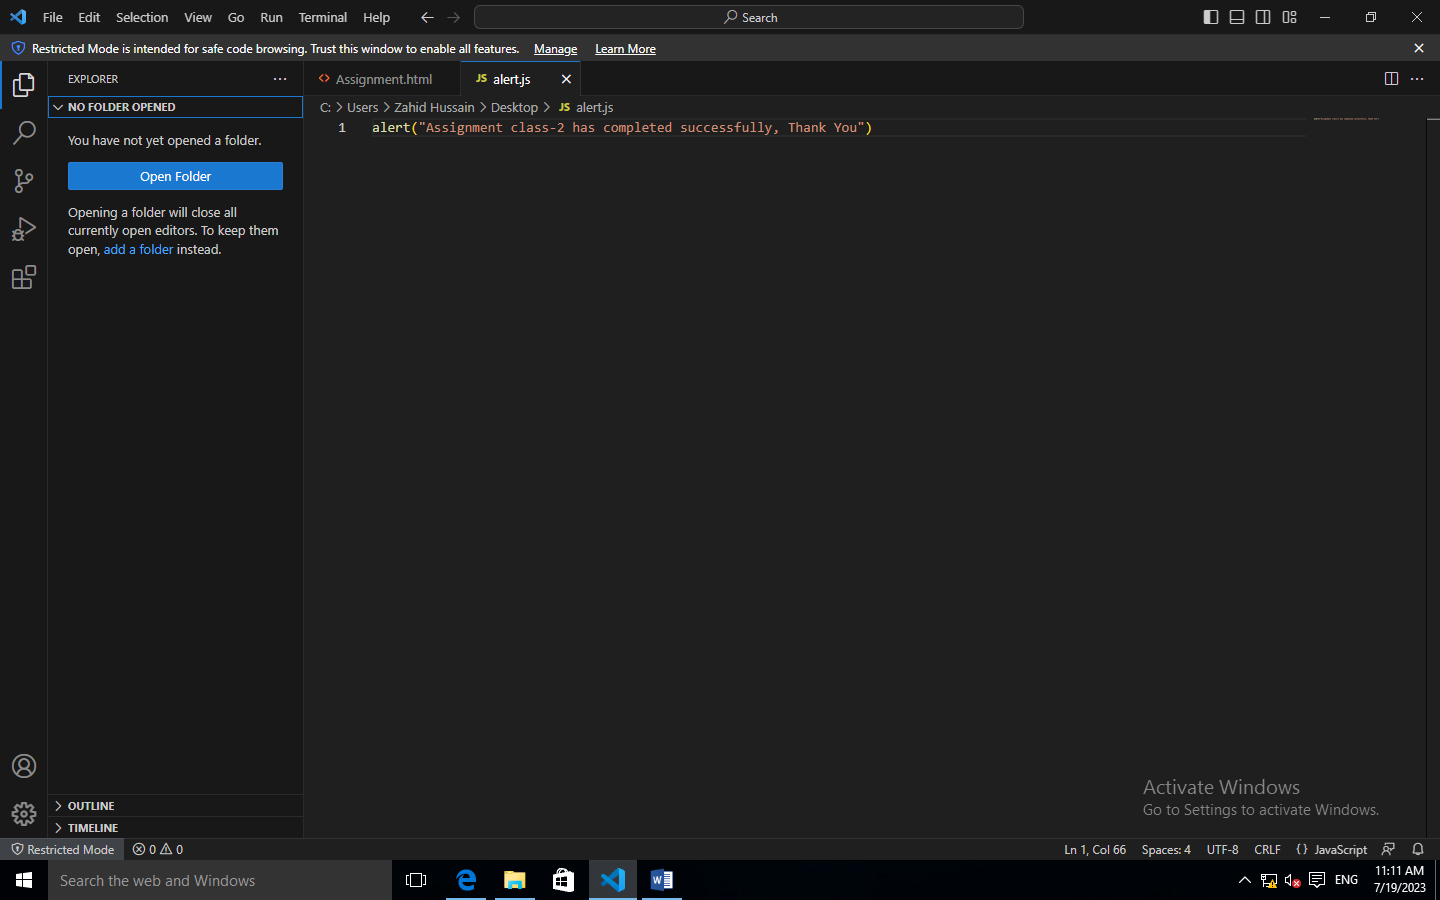 File Edit Selection View Go Run Terminal Help Search
Restricted Mode is intended for safe code browsing. Trust this window to enable all features. Manage Learn More
EXPLORER
NO FOLDER OPENED
You have not yet opened a folder.
Open Folder
Opening a folder will close all
currently open editors. To keep them
open, add a folder instead.
OUTLINE
TIMELINE
Assignment.html JS alert.js
C: > Users > Zahid Hussain > Desktop > JS alert.js
1 alert("Assignment class-2 has completed successfully, Thank You")
Activate Windows
Go to Settings to activate Windows.
Restricted Mode 0 0 Ln 1, Col 66 Spaces: 4 UTF-8 CRLF {} JavaScript
Search the web and Windows
ENG
11:11 AM
7/19/2023